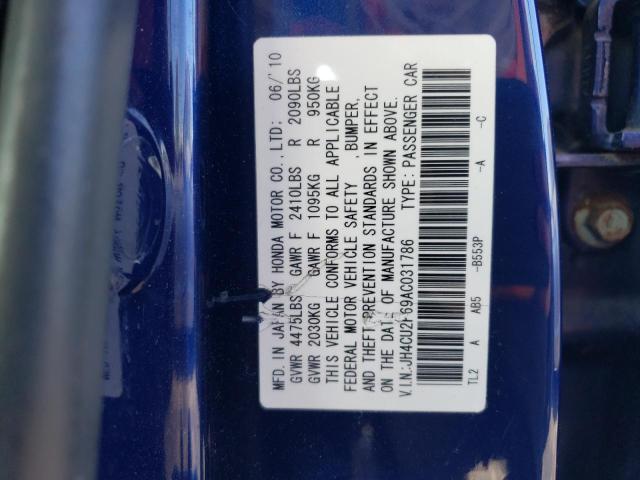 MFD. IN JAPAN BY HONDA MOTOR CO., LTD: 06/'10
GVWR 4475LBS GAWR F 2410LBS R 2090LBS
GVWR 2030KG GAWR F 1095KG R 950KG
THIS VEHICLE CONFORMS TO ALL APPLICABLE
FEDERAL MOTOR VEHICLE SAFETY , BUMPER,
AND THEFT PREVENTION STANDARDS IN EFFECT
ON THE DATE OF MANUFACTURE SHOWN ABOVE.
V.I.N.:JH4CU2F69AC031786 TYPE: PASSENGER CAR
TL2 A AB5 -B553P -A -C